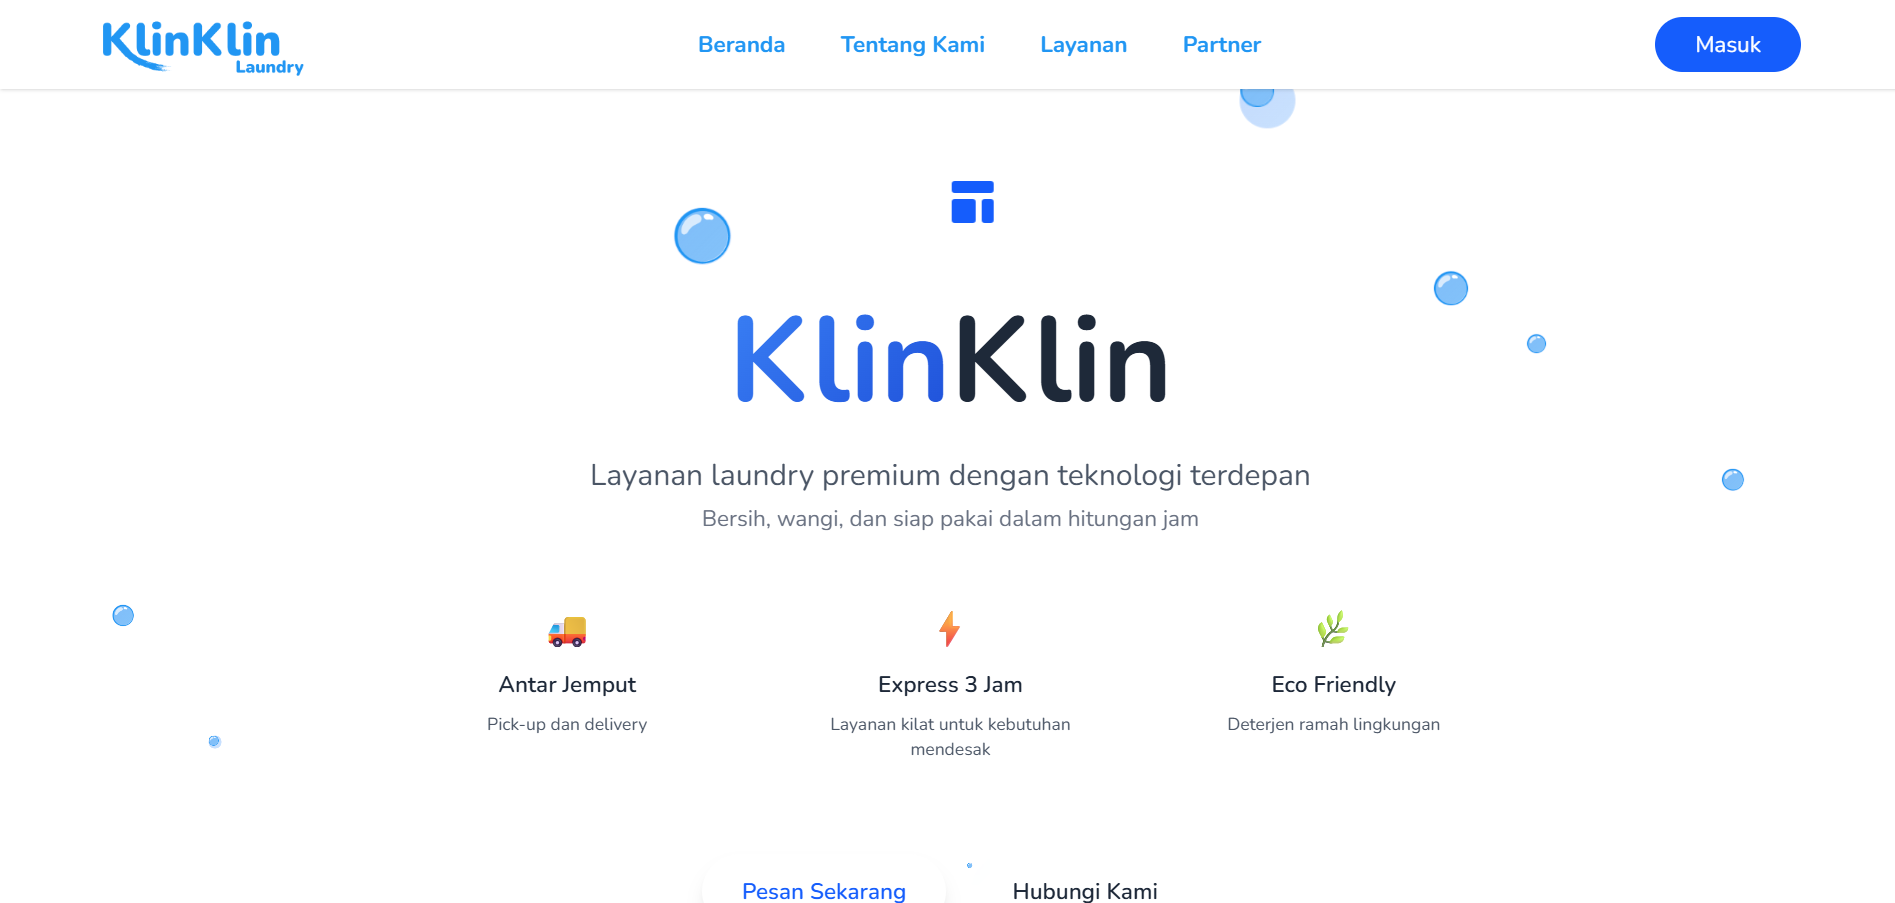 KlinKlin
Laundry
Beranda
Tentang Kami
Layanan
Partner
Masuk
KlinKlin
Layanan laundry premium dengan teknologi terdepan
Bersih, wangi, dan siap pakai dalam hitungan jam
Antar Jemput
Pick-up dan delivery
Express 3 Jam
Layanan kilat untuk kebutuhan
mendesak
Eco Friendly
Deterjen ramah lingkungan
Pesan Sekarang
Hubungi Kami